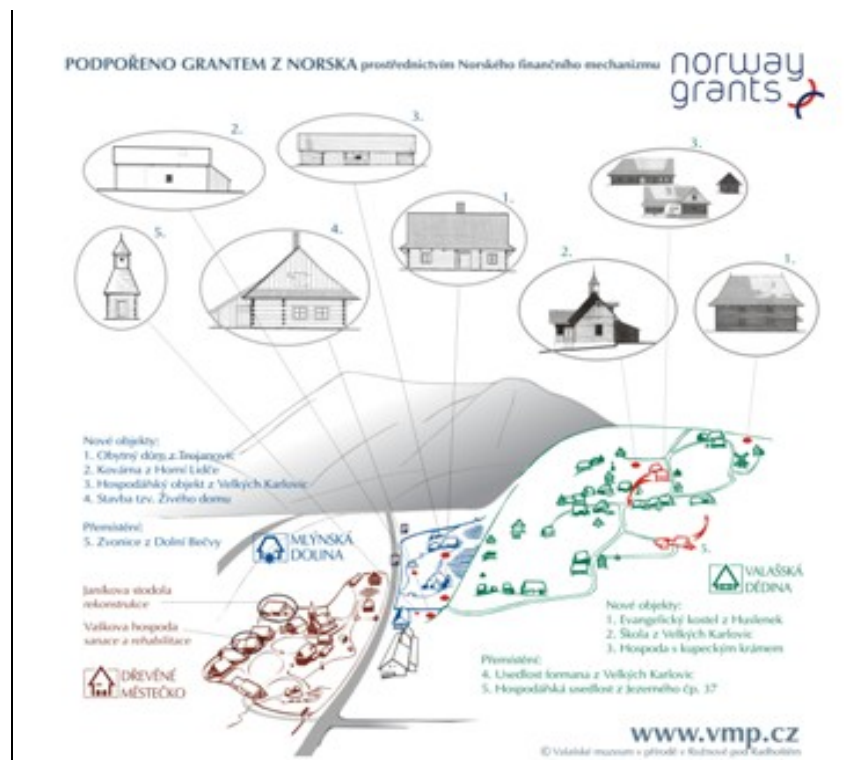 PODPOŘENO GRANTEM Z NORSKA prostřednictvím Norského finančního mechanizmu
norway
grants
2.
3.
3.
1.
5.
4.
2.
1.
Nové objekty:
1. Obytný dům z Trojanovic
2. Kovárna z Horní Lidče
3. Hospodářský objekt z Velkých Karlovic
4. Stavba tzv. Živého domu
Přemístění:
5. Zvonice z Dolní Bečvy
MLÝNSKÁ
DOLINA
5.
VALAŠSKÁ
DĚDINA
Janíkova stodola
rekonstrukce
Vaškova hospoda
sanace a rehabilitace
DŘEVĚNÉ
MĚSTEČKO
Nové objekty:
1. Evangelický kostel z Huslenek
2. Škola z Velkých Karlovic
3. Hospoda s kupeckým krámem
Přemístění:
4. Usedlost formana z Velkých Karlovic
5. Hospodářská usedlost z Jezerného čp. 37
www.vmp.cz
© Valašské muzeum v přírodě v Rožnově pod Radhoštěm